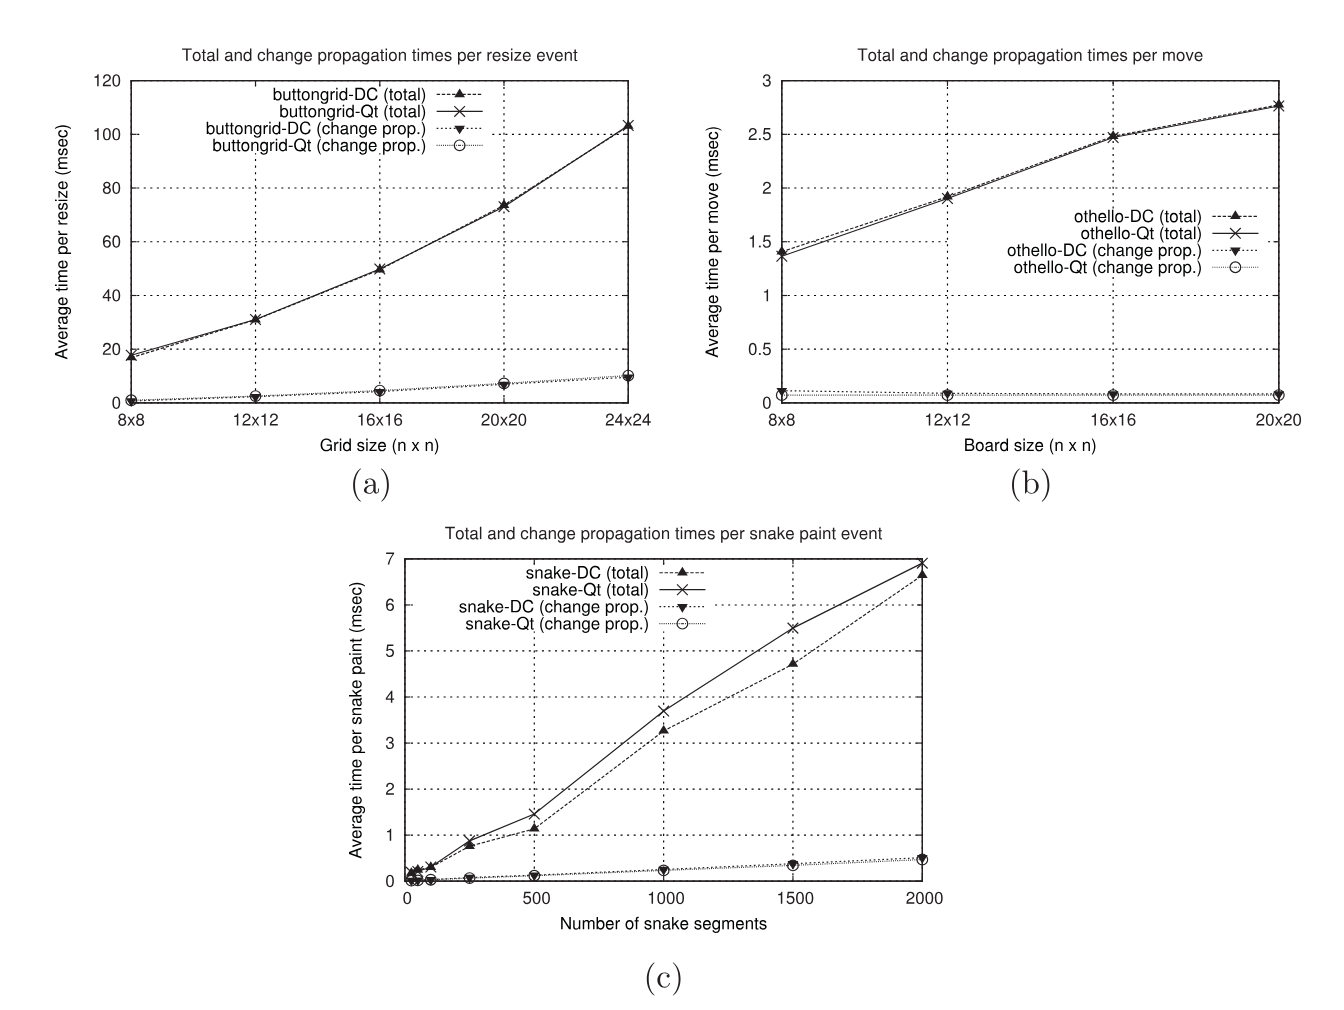 Total and change propagation times per resize event
120
100
80
60
40
20
0
Average time per resize (msec)
buttongrid-DC (total)
buttongrid-Qt (total)
buttongrid-DC (change prop.)
buttongrid-Qt (change prop.)
8x8 12x12 16x16 20x20 24x24
Grid size (n x n)
(a)
Total and change propagation times per move
3
2.5
2
1.5
1
0.5
0
Average time per move (msec)
othello-DC (total)
othello-Qt (total)
othello-DC (change prop.)
othello-Qt (change prop.)
8x8 12x12 16x16 20x20
Board size (n x n)
(b)
Total and change propagation times per snake paint event
7
6
5
4
3
2
1
0
Average time per snake paint (msec)
snake-DC (total)
snake-Qt (total)
snake-DC (change prop.)
snake-Qt (change prop.)
0 500 1000 1500 2000
Number of snake segments
(c)